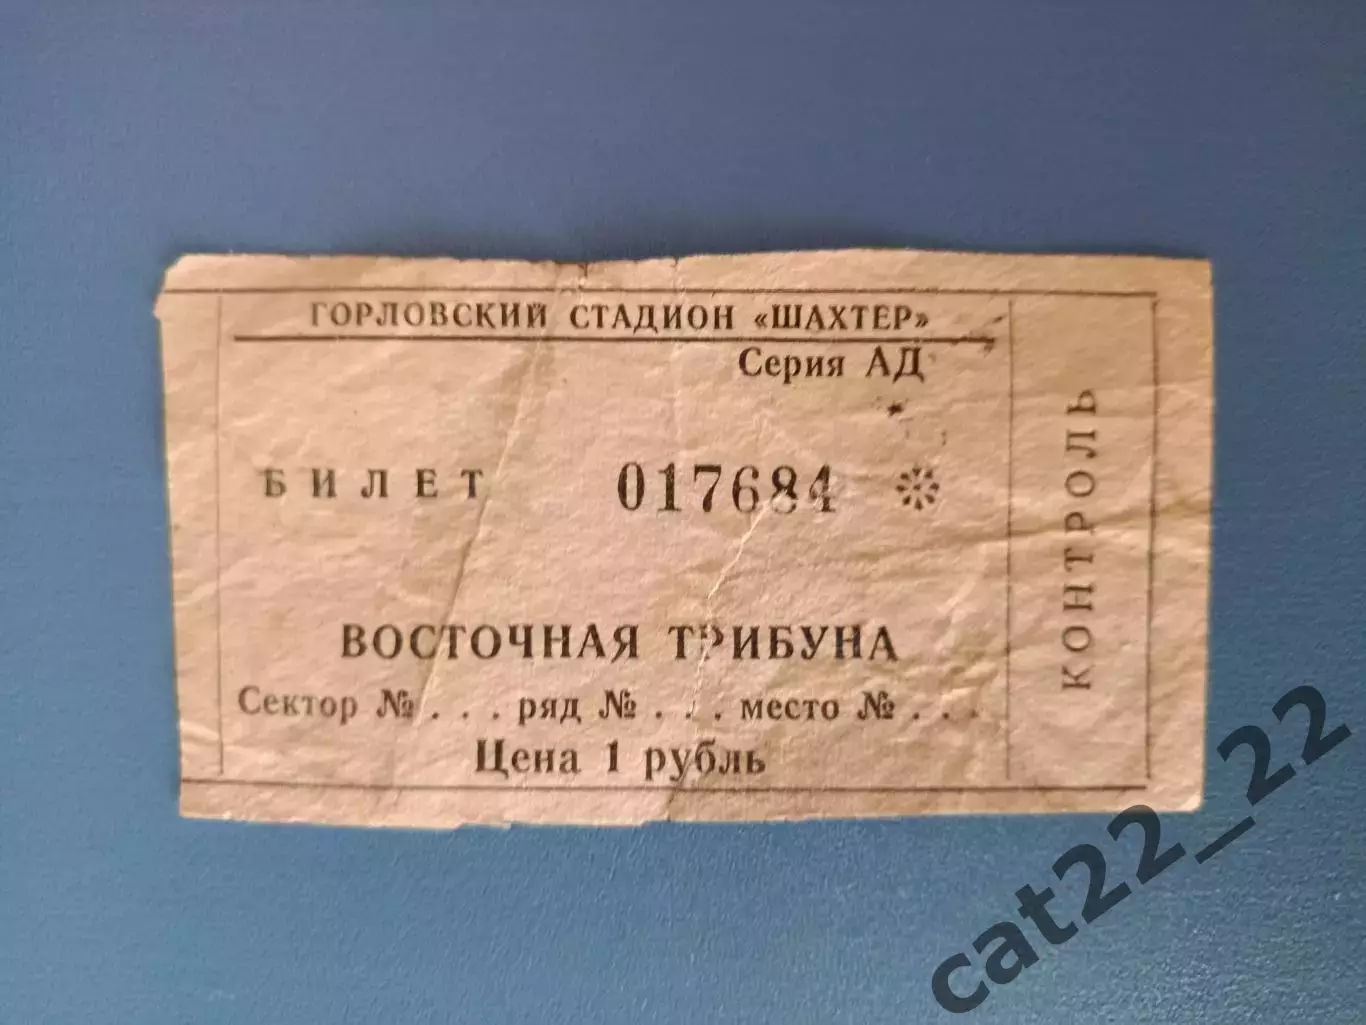 ГОРЛОВСКИЙ СТАДИОН «ШАХТЕР»
Серия АД
БИЛЕТ 017684
ВОСТОЧНАЯ ТРИБУНА
Сектор № . . . ряд № . . . место № . . .
Цена 1 рубль
КОНТРОЛЬ
cat22_22